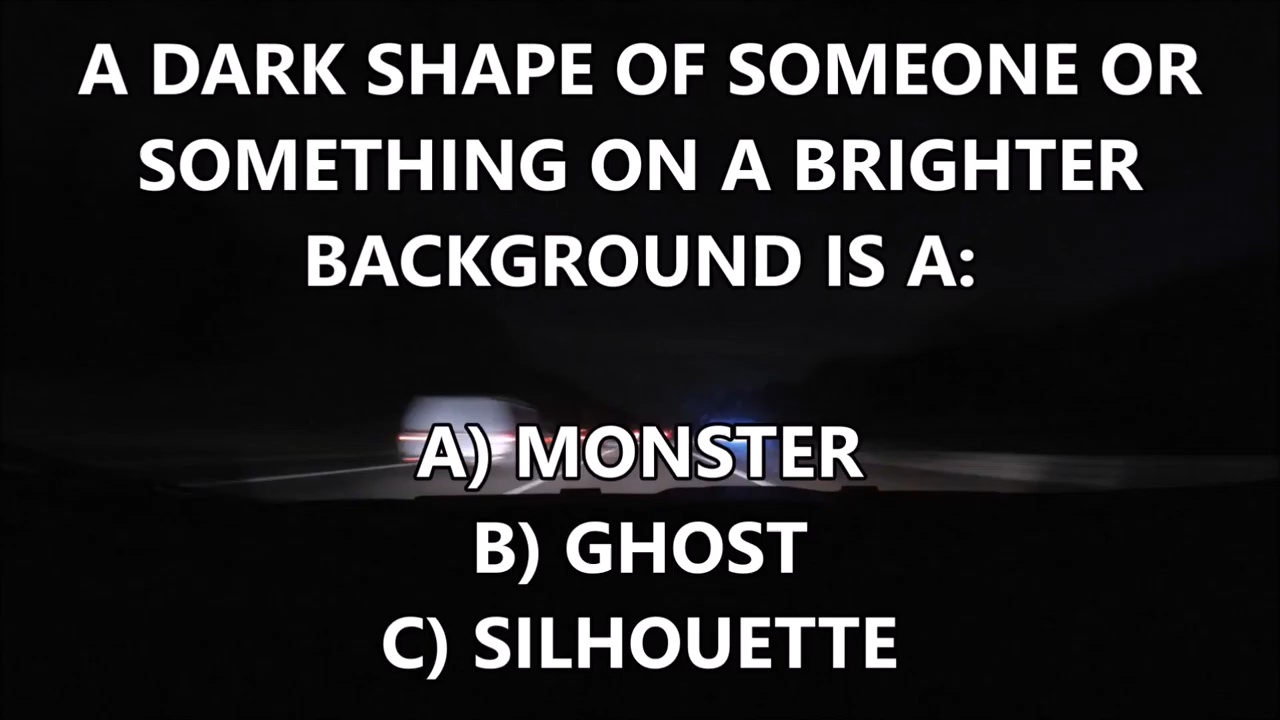 A DARK SHAPE OF SOMEONE OR
SOMETHING ON A BRIGHTER
BACKGROUND IS A:
A) MONSTER
B) GHOST
C) SILHOUETTE